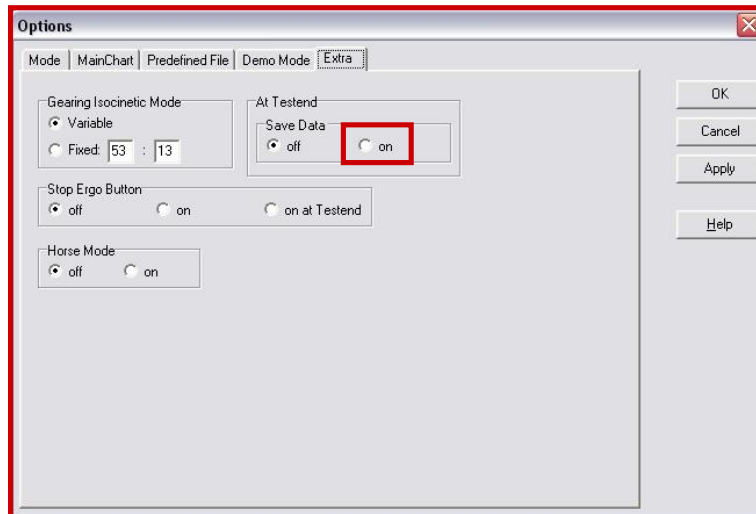 Options
Mode MainChart Predefined File Demo Mode Extra
Gearing Isocinetic Mode
Variable
Fixed: 53 : 13
At Testend
Save Data
off on
Stop Ergo Button
off on on at Testend
Horse Mode
off on
OK
Cancel
Apply
Help